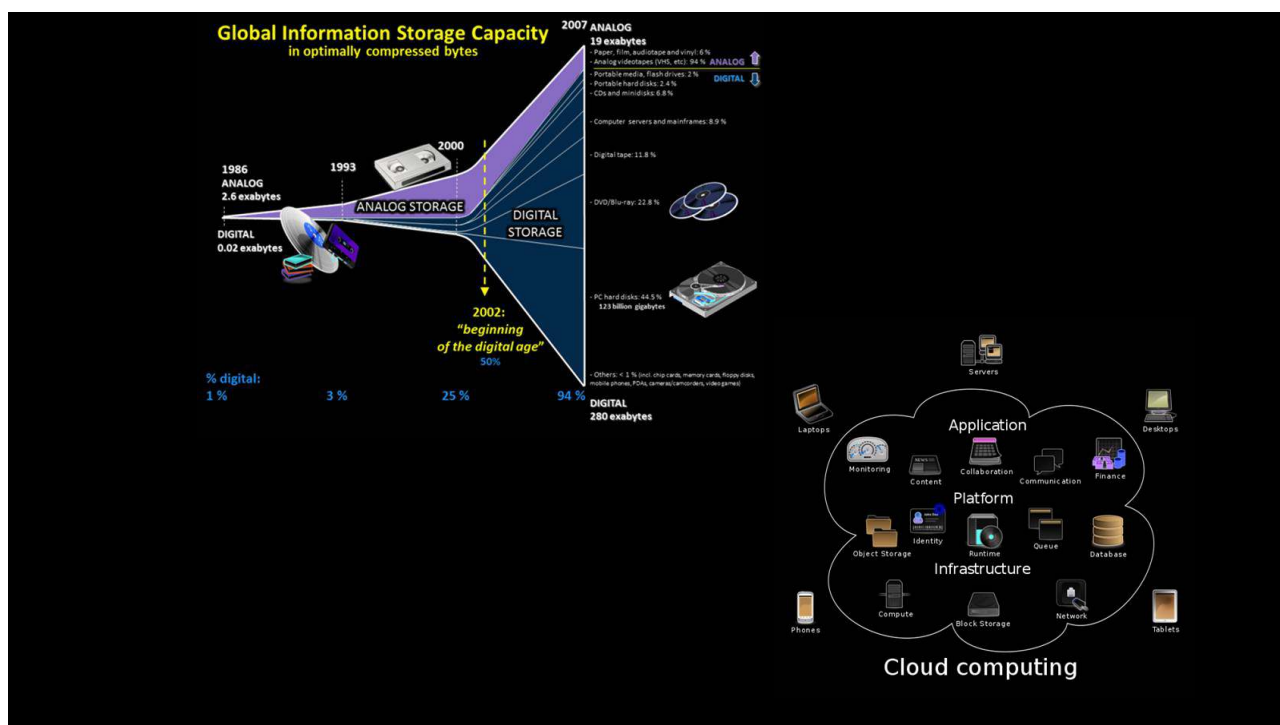 Global Information Storage Capacity
in optimally compressed bytes
2007 ANALOG
19 exabytes
- Paper, film, audiotape and vinyl: 6 %
- Analog videotapes (VHS, etc): 94 %
ANALOG
DIGITAL
- Portable media, flash drives: 2 %
- Portable hard disks: 2.4 %
- CDs and minidisks: 6.8 %
- Computer servers and mainframes: 8.9 %
- Digital tape: 11.8 %
- DVD/Blu-ray: 22.8 %
- PC hard disks: 44.5 %
123 billion gigabytes
- Others: < 1 % (incl. chip cards, memory cards, floppy disks,
mobile phones, PDAs, cameras/camcorders, video games)
DIGITAL
280 exabytes
1986
ANALOG
2.6 exabytes
DIGITAL
0.02 exabytes
1993
2000
ANALOG STORAGE
DIGITAL
STORAGE
2002:
"beginning
of the digital age"
50%
% digital:
1 %
3 %
25 %
94 %
Servers
Laptops
Desktops
Application
Monitoring
Content
Collaboration
Communication
Finance
Platform
Object Storage
Identity
Runtime
Queue
Database
Infrastructure
Compute
Block Storage
Network
Phones
Tablets
Cloud computing